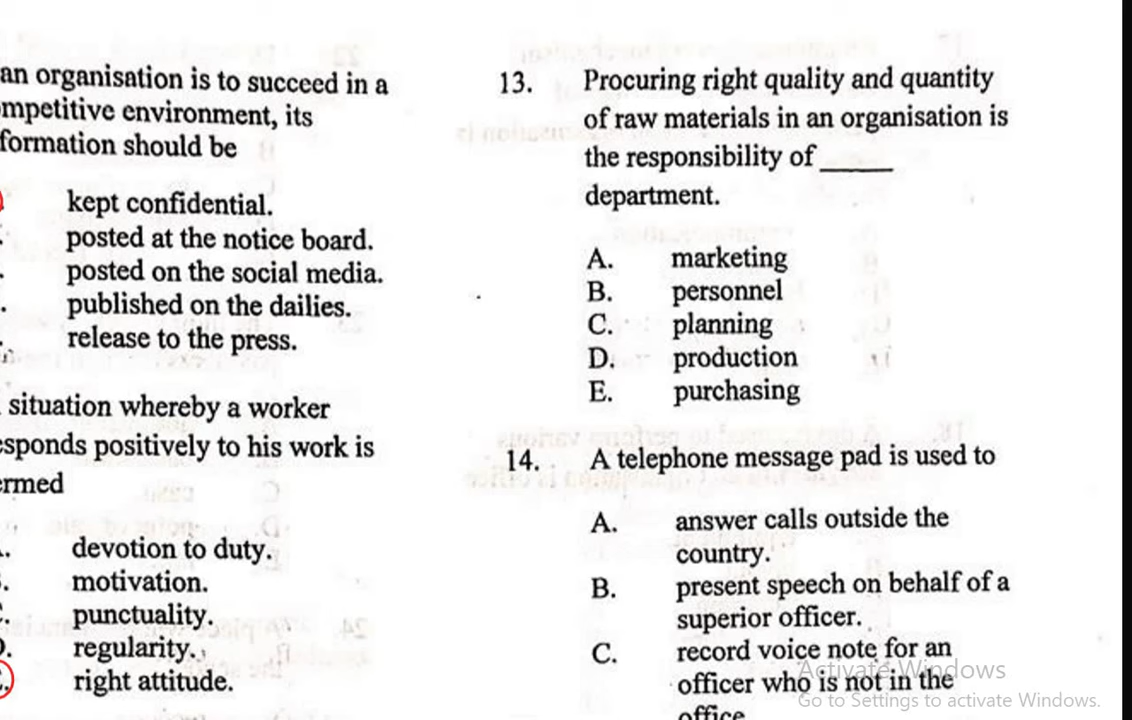 an organisation is to succeed in a
mpetitive environment, its
formation should be
kept confidential.
posted at the notice board.
posted on the social media.
published on the dailies.
release to the press.
situation whereby a worker
sponds positively to his work is
rmed
devotion to duty.
motivation.
punctuality.
regularity.
right attitude.
13. Procuring right quality and quantity
of raw materials in an organisation is
the responsibility of _____
department.
A. marketing
B. personnel
C. planning
D. production
E. purchasing
14. A telephone message pad is used to
A. answer calls outside the
country.
B. present speech on behalf of a
superior officer.
C. record voice note for an
officer who is not in the
office
Activate Windows
Go to Settings to activate Windows.